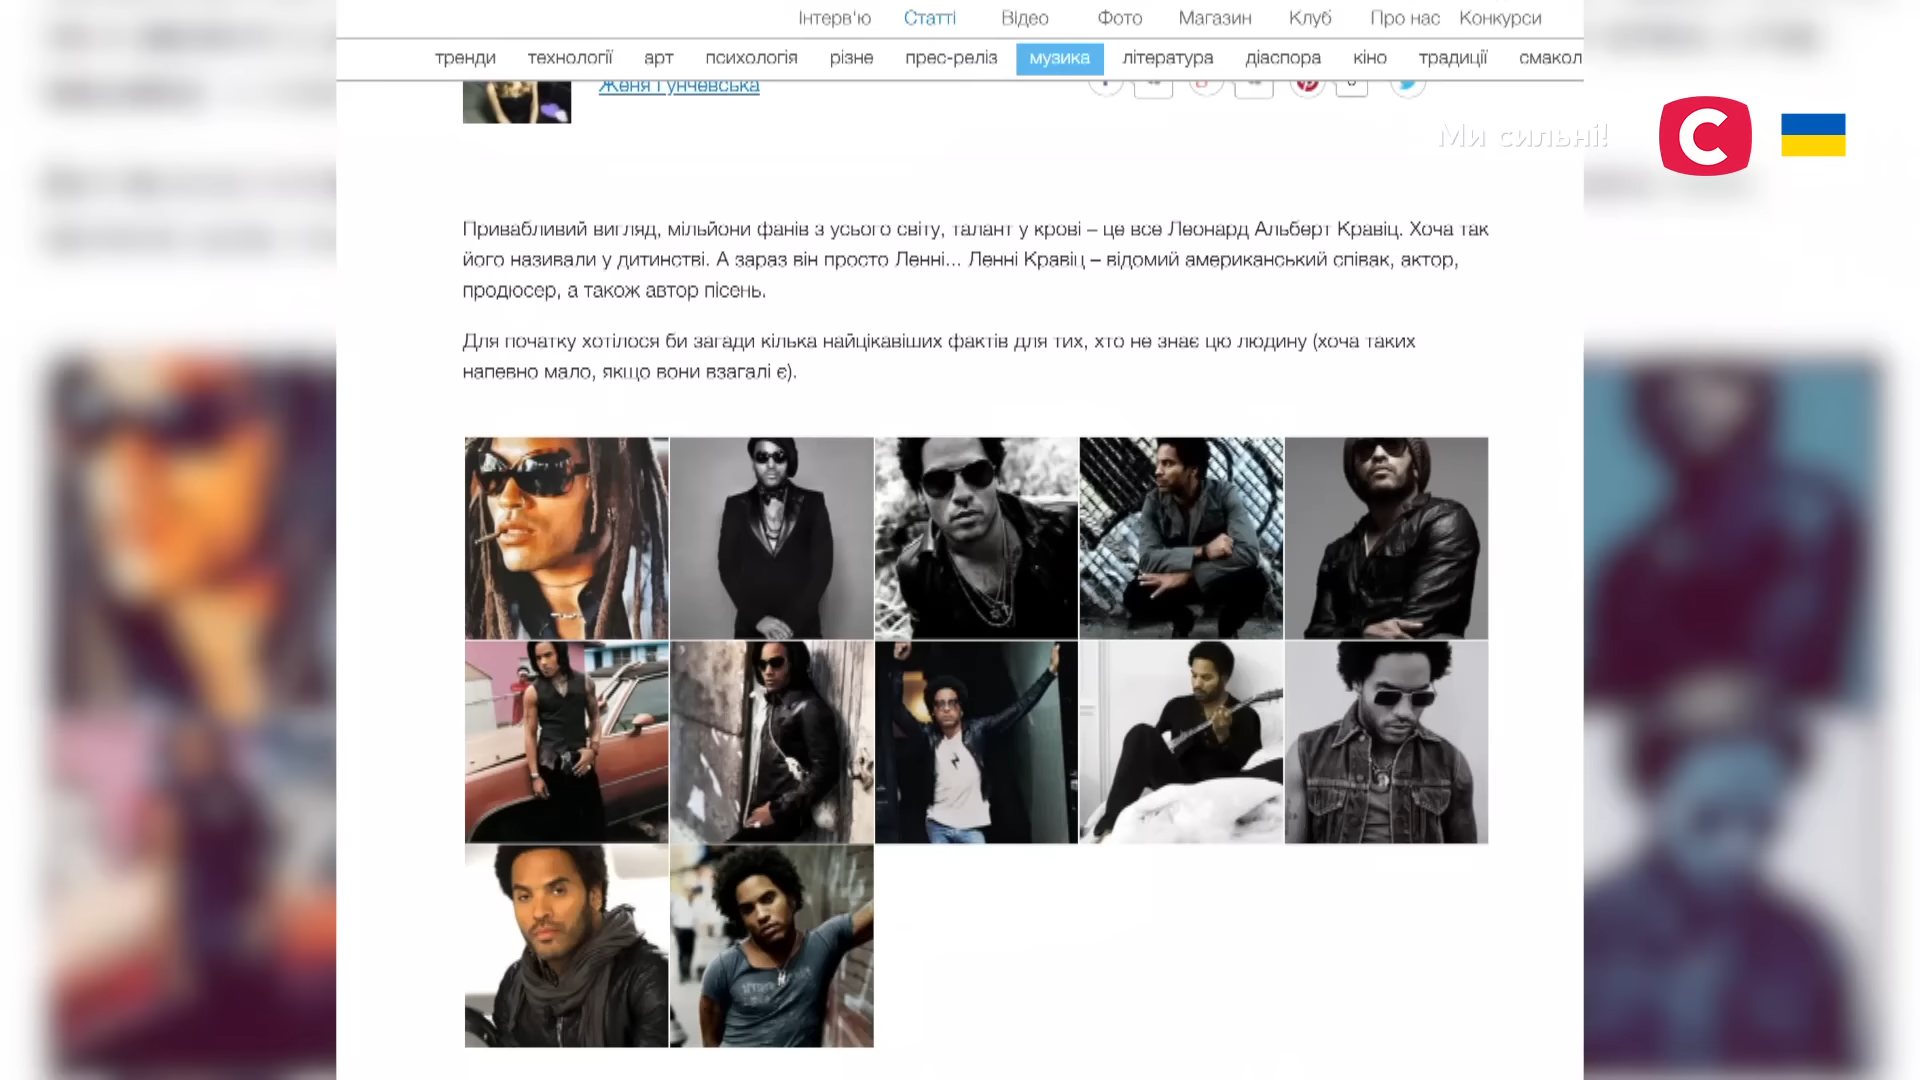 Інтерв'ю Статті Відео Фото Магазин Клуб Про нас Конкурси
тренди технології арт психологія різне прес-реліз музика література діаспора кіно традиції смакол
Женя Гунчевська
Ми сильні!
Привабливий вигляд, мільйони фанів з усього світу, талант у крові – це все Леонард Альберт Кравіц. Хоча так
його називали у дитинстві. А зараз він просто Ленні... Ленні Кравіц – відомий американський співак, актор,
продюсер, а також автор пісень.
Для початку хотілося би загади кілька найцікавіших фактів для тих, хто не знає цю людину (хоча таких
напевно мало, якщо вони взагалі є).